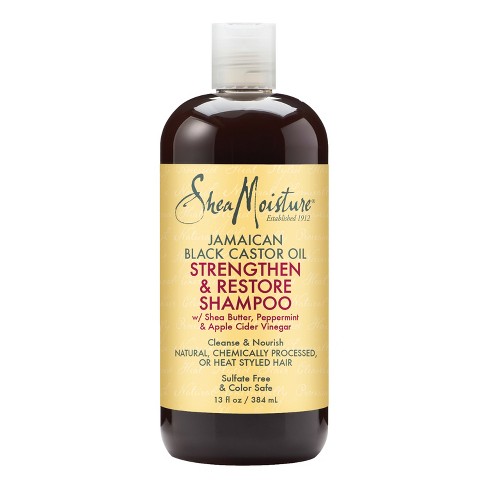 SheaMoisture®
Established 1912
JAMAICAN
BLACK CASTOR OIL
STRENGTHEN
& RESTORE
SHAMPOO
w/ Shea Butter, Peppermint
& Apple Cider Vinegar
Cleanse & Nourish
NATURAL, CHEMICALLY PROCESSED,
OR HEAT STYLED HAIR
Sulfate Free
& Color Safe
13 fl oz / 384 mL